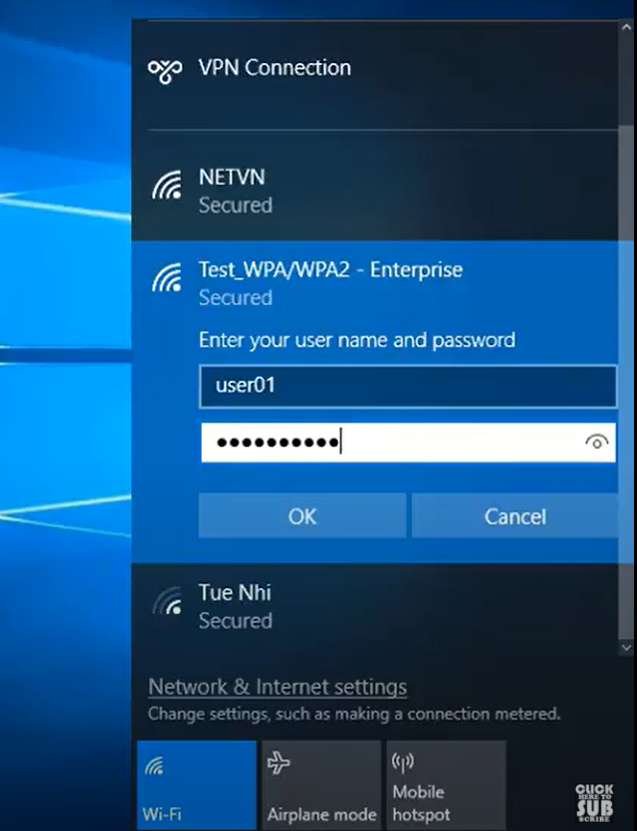 VPN Connection
NETVN
Secured
Test_WPA/WPA2 - Enterprise
Secured
Enter your user name and password
user01
●●●●●●●●●●
OK
Cancel
Tue Nhi
Secured
Network & Internet settings
Change settings, such as making a connection metered.
Wi-Fi
Airplane mode
Mobile
hotspot
CLICK
HERE TO
SUB
SCRIBE